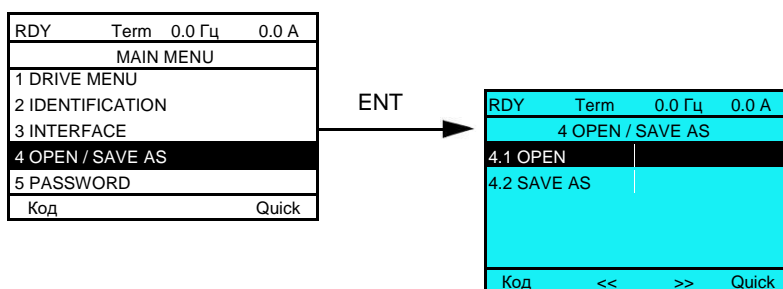 RDY Term 0.0 Гц 0.0 A
MAIN MENU
1 DRIVE MENU
2 IDENTIFICATION
3 INTERFACE
4 OPEN / SAVE AS
5 PASSWORD
Код Quick
ENT
RDY Term 0.0 Гц 0.0 A
4 OPEN / SAVE AS
4.1 OPEN
4.2 SAVE AS
Код << >> Quick